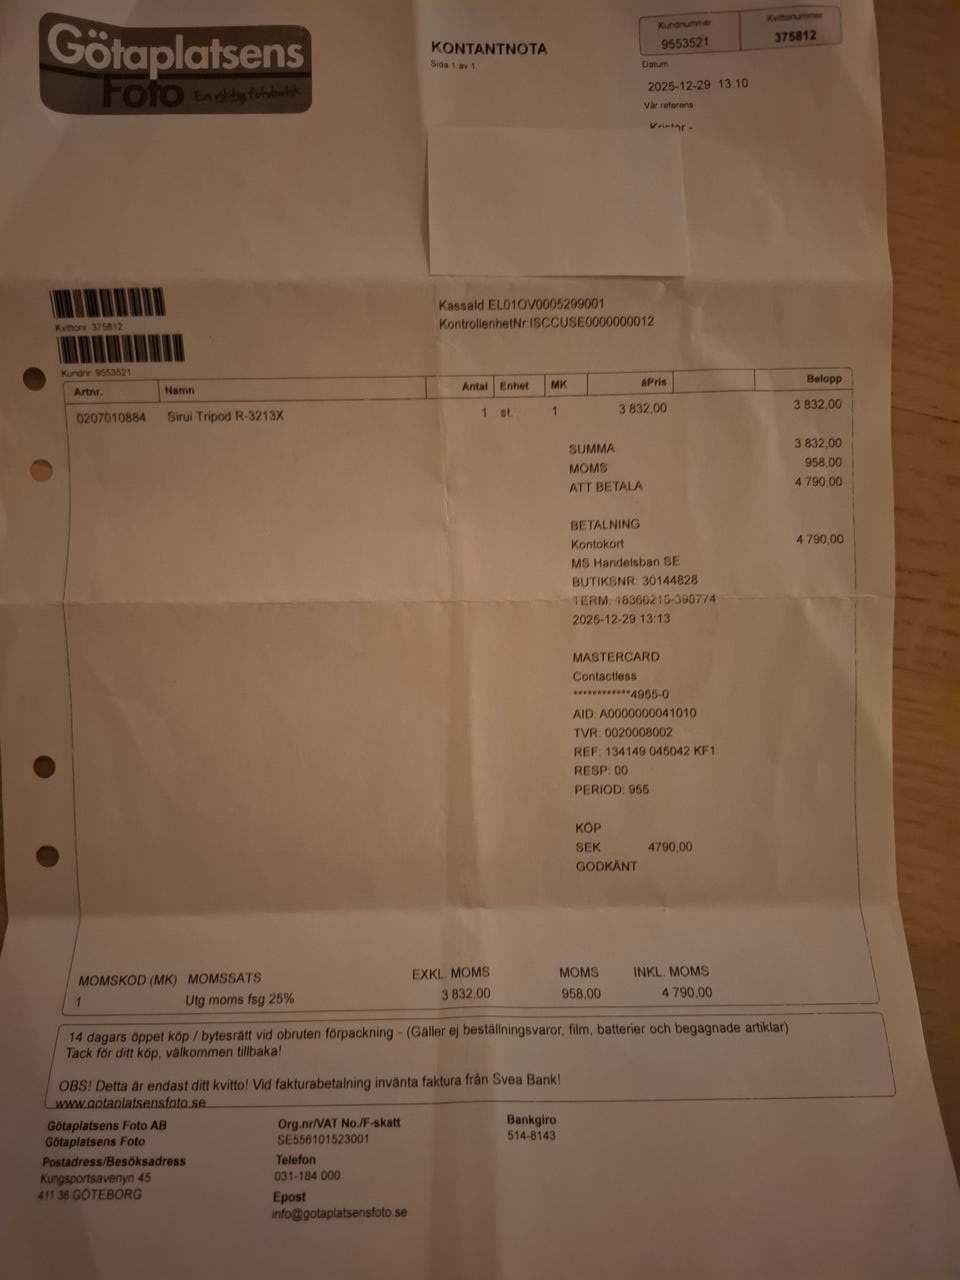 Götaplatsens
Foto En riktig fotobutik
KONTANTNOTA
Sida 1 av 1
Kundnummer Kvittonummer
9553521 375812
Datum
2025-12-29 13:10
Vår referens
Kvittonr 375812
Kundnr 9553521
KassaId EL01OV0005299001
KontrollenhetNr:ISCCUSE0000000012
Artnr. Namn Antal Enhet MK àPris Belopp
0207010884 Sirui Tripod R-3213X 1 st. 1 3 832,00 3 832,00
SUMMA 3 832,00
MOMS 958,00
ATT BETALA 4 790,00
BETALNING
Kontokort 4 790,00
MS Handelsban SE
BUTIKSNR: 30144828
TERM: 18366215-398774
2025-12-29 13:13
MASTERCARD
Contactless
************4955-0
AID: A0000000041010
TVR: 0020008002
REF: 134149 045042 KF1
RESP: 00
PERIOD: 955
KÖP
SEK 4790,00
GODKÄNT
MOMSKOD (MK) MOMSSATS EXKL. MOMS MOMS INKL. MOMS
1 Utg moms fsg 25% 3 832,00 958,00 4 790,00
14 dagars öppet köp / bytesrätt vid obruten förpackning - (Gäller ej beställningsvaror, film, batterier och begagnade artiklar)
Tack för ditt köp, välkommen tillbaka!
OBS! Detta är endast ditt kvitto! Vid fakturabetalning invänta faktura från Svea Bank!
www.gotaplatsensfoto.se
Götaplatsens Foto AB
Götaplatsens Foto
Postadress/Besöksadress
Kungsportsavenyn 45
411 36 GÖTEBORG
Org.nr/VAT No./F-skatt
SE556101523001
Telefon
031-184 000
Epost
info@gotaplatsensfoto.se
Bankgiro
514-8143